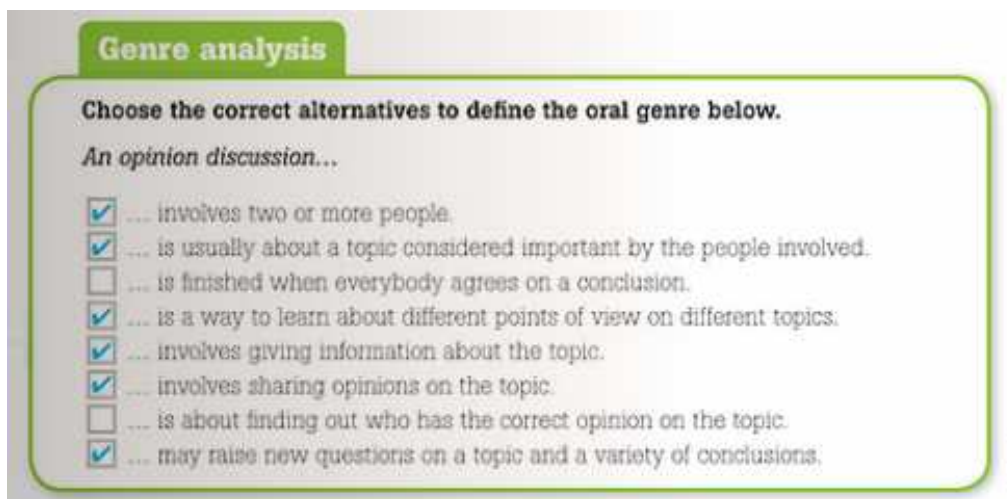 Genre analysis
Choose the correct alternatives to define the oral genre below.
An opinion discussion...
... involves two or more people.
... is usually about a topic considered important by the people involved.
... is finished when everybody agrees on a conclusion.
... is a way to learn about different points of view on different topics.
... involves giving information about the topic.
... involves sharing opinions on the topic.
... is about finding out who has the correct opinion on the topic.
... may raise new questions on a topic and a variety of conclusions.